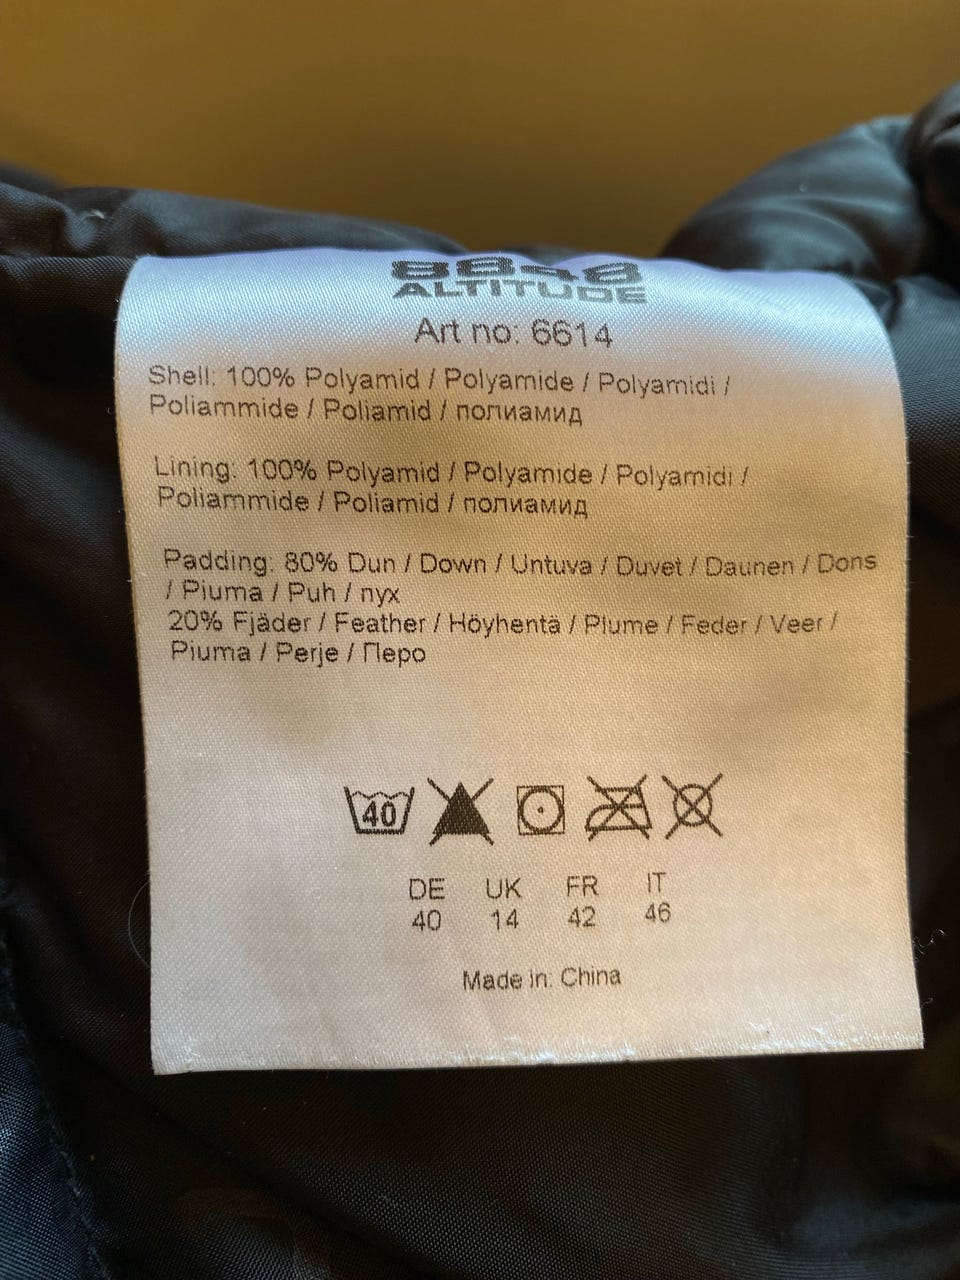 8848
ALTITUDE
Art no: 6614
Shell: 100% Polyamid / Polyamide / Polyamidi /
Poliammide / Poliamid / полиамид
Lining: 100% Polyamid / Polyamide / Polyamidi /
Poliammide / Poliamid / полиамид
Padding: 80% Dun / Down / Untuva / Duvet / Daunen / Dons
/ Piuma / Puh / пух
20% Fjäder / Feather / Höyhentä / Plume / Feder / Veer /
Piuma / Perje / Перо
40
DE UK FR IT
40 14 42 46
Made in: China